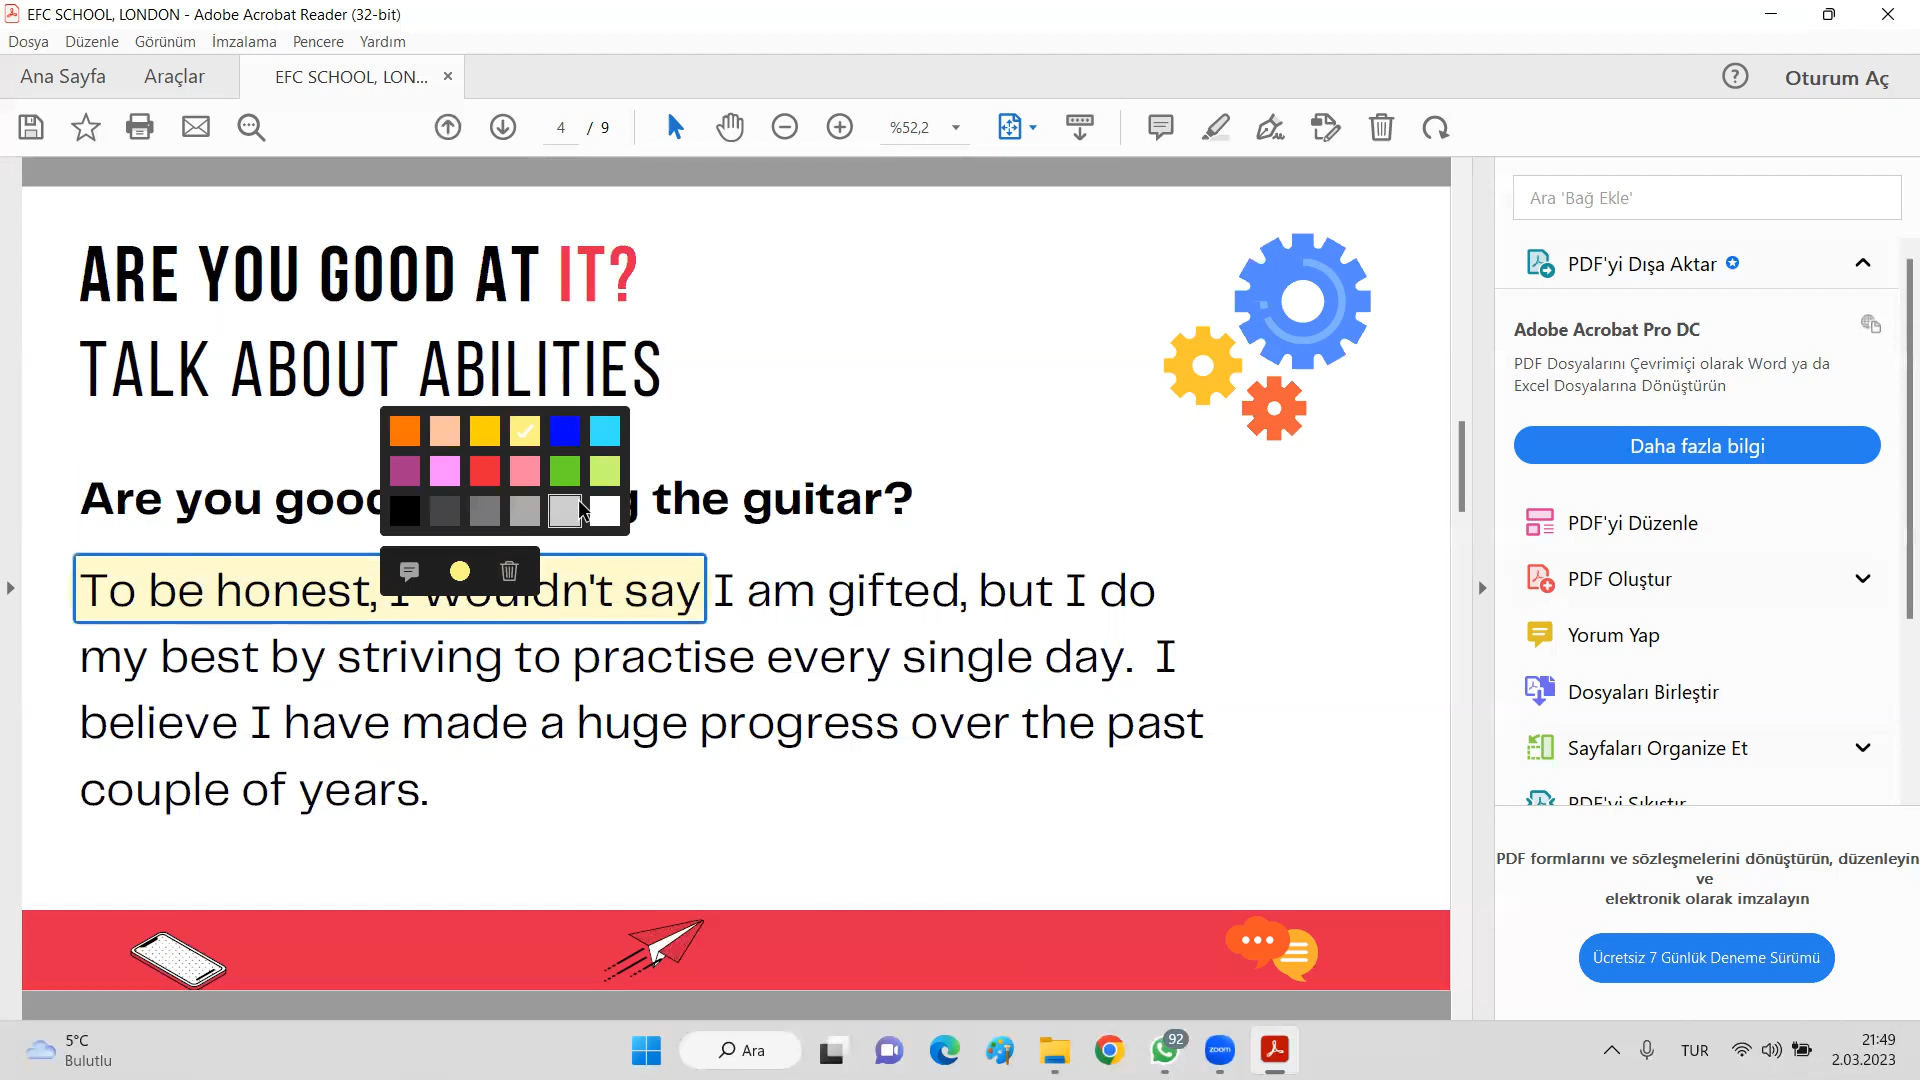 EFC SCHOOL, LONDON - Adobe Acrobat Reader (32-bit)
Dosya Düzenle Görünüm İmzalama Pencere Yardım
Ana Sayfa Araçlar EFC SCHOOL, LON... Oturum Aç
4 / 9 %52,2
Ara 'Bağ Ekle'
ARE YOU GOOD AT IT?
TALK ABOUT ABILITIES
Are you good the guitar?
To be honest, I wouldn't say I am gifted, but I do
my best by striving to practise every single day. I
believe I have made a huge progress over the past
couple of years.
PDF'yi Dışa Aktar
Adobe Acrobat Pro DC
PDF Dosyalarını Çevrimiçi olarak Word ya da
Excel Dosyalarına Dönüştürün
Daha fazla bilgi
PDF'yi Düzenle
PDF Oluştur
Yorum Yap
Dosyaları Birleştir
Sayfaları Organize Et
PDF'yi Sıkıştır
PDF formlarını ve sözleşmelerini dönüştürün, düzenleyin
ve
elektronik olarak imzalayın
Ücretsiz 7 Günlük Deneme Sürümü
5°C
Bulutlu
Ara
92
zoom
TUR
21:49
2.03.2023